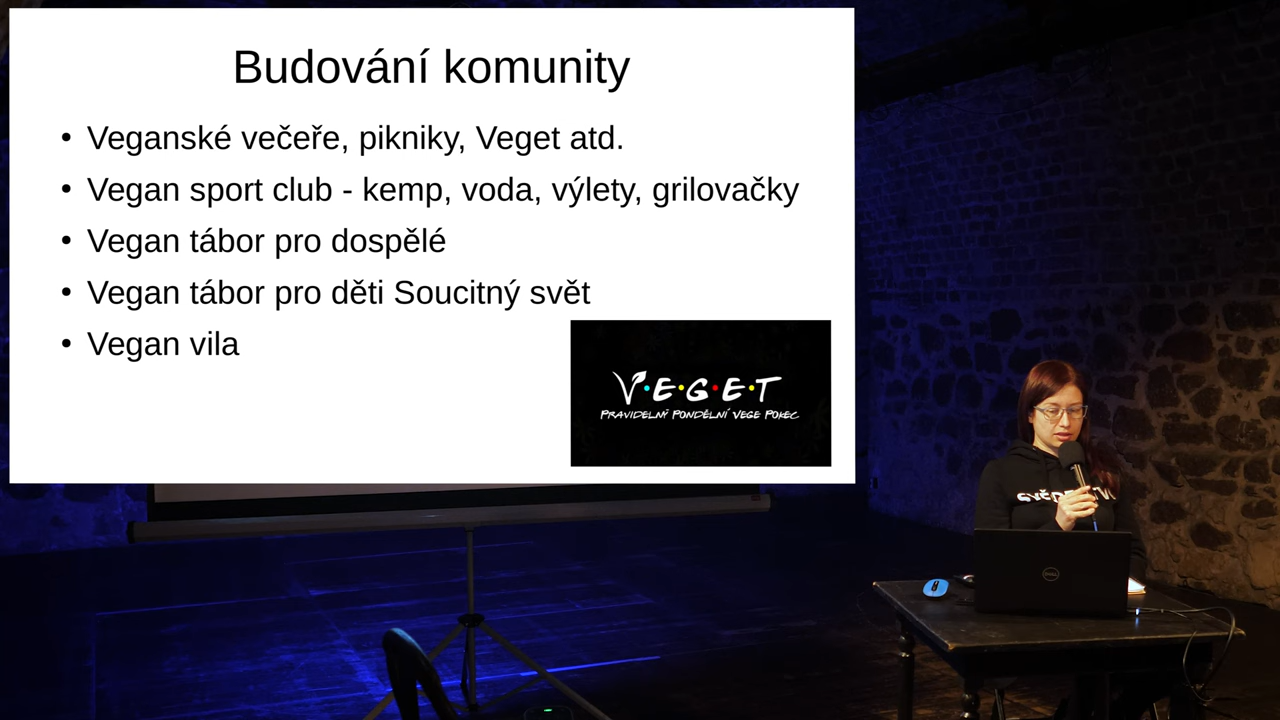 Budování komunity
• Veganské večeře, pikniky, Veget atd.
• Vegan sport club - kemp, voda, výlety, grilovačky
• Vegan tábor pro dospělé
• Vegan tábor pro děti Soucitný svět
• Vegan vila
V·E·G·E·T
PRAVIDELNÝ PONDĚLNÍ VEGE POKEC
DELL